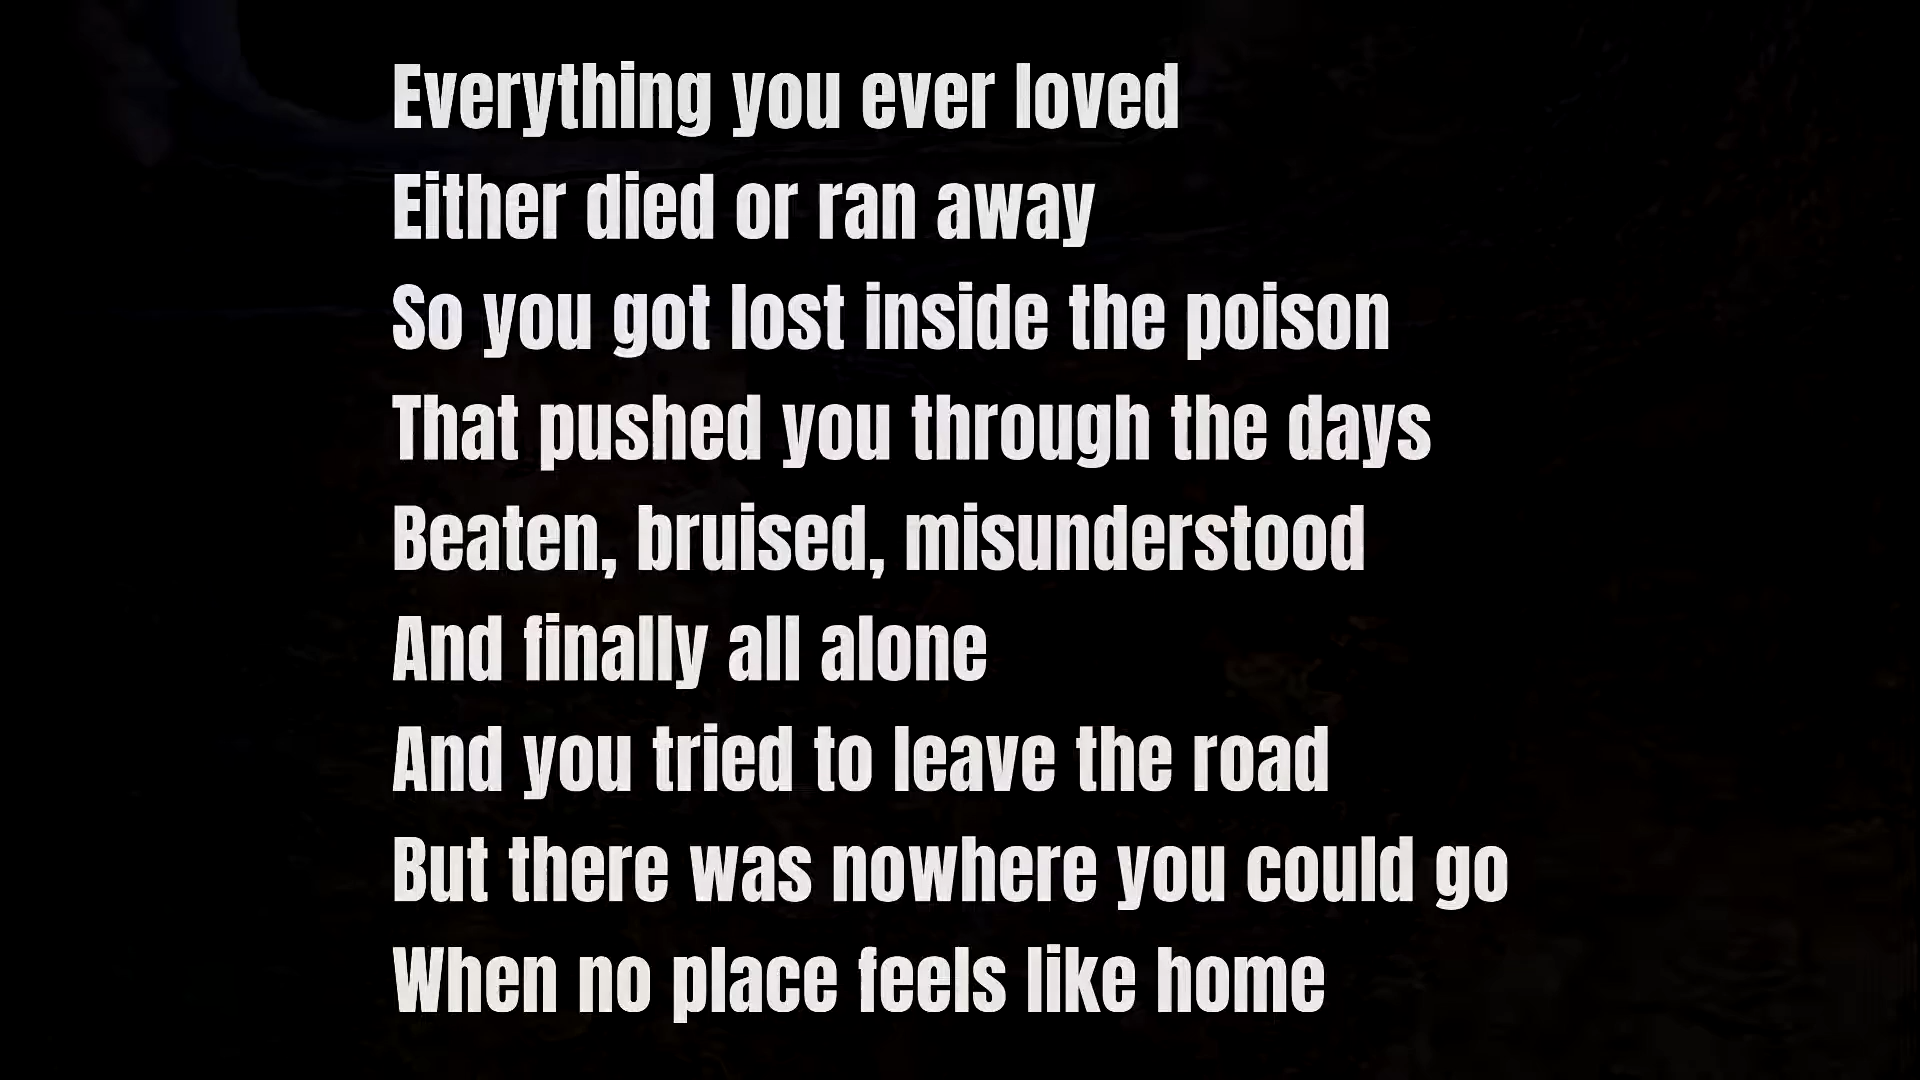 Everything you ever loved
Either died or ran away
So you got lost inside the poison
That pushed you through the days
Beaten, bruised, misunderstood
And finally all alone
And you tried to leave the road
But there was nowhere you could go
When no place feels like home